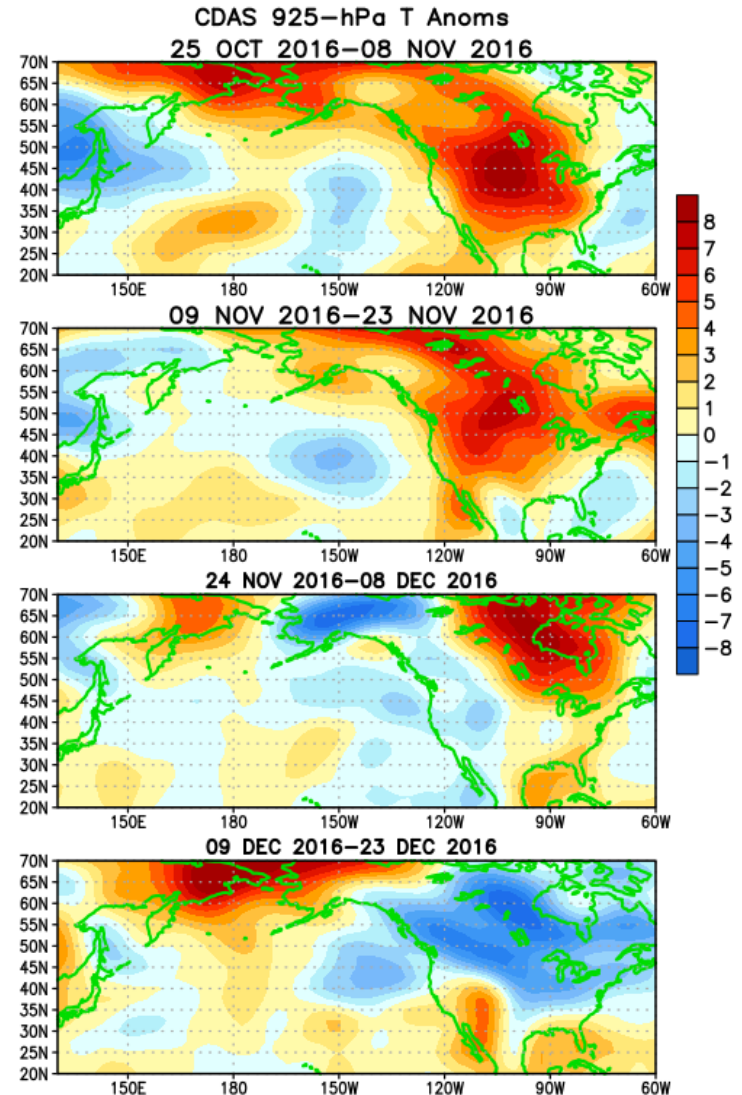 CDAS 925-hPa T Anoms
25 OCT 2016-08 NOV 2016
70N
65N
60N
55N
50N
45N
40N
35N
30N
25N
20N
150E 180 150W 120W 90W 60W
09 NOV 2016-23 NOV 2016
70N
65N
60N
55N
50N
45N
40N
35N
30N
25N
20N
150E 180 150W 120W 90W 60W
24 NOV 2016-08 DEC 2016
70N
65N
60N
55N
50N
45N
40N
35N
30N
25N
20N
150E 180 150W 120W 90W 60W
09 DEC 2016-23 DEC 2016
70N
65N
60N
55N
50N
45N
40N
35N
30N
25N
20N
150E 180 150W 120W 90W 60W
8
7
6
5
4
3
2
1
0
-1
-2
-3
-4
-5
-6
-7
-8